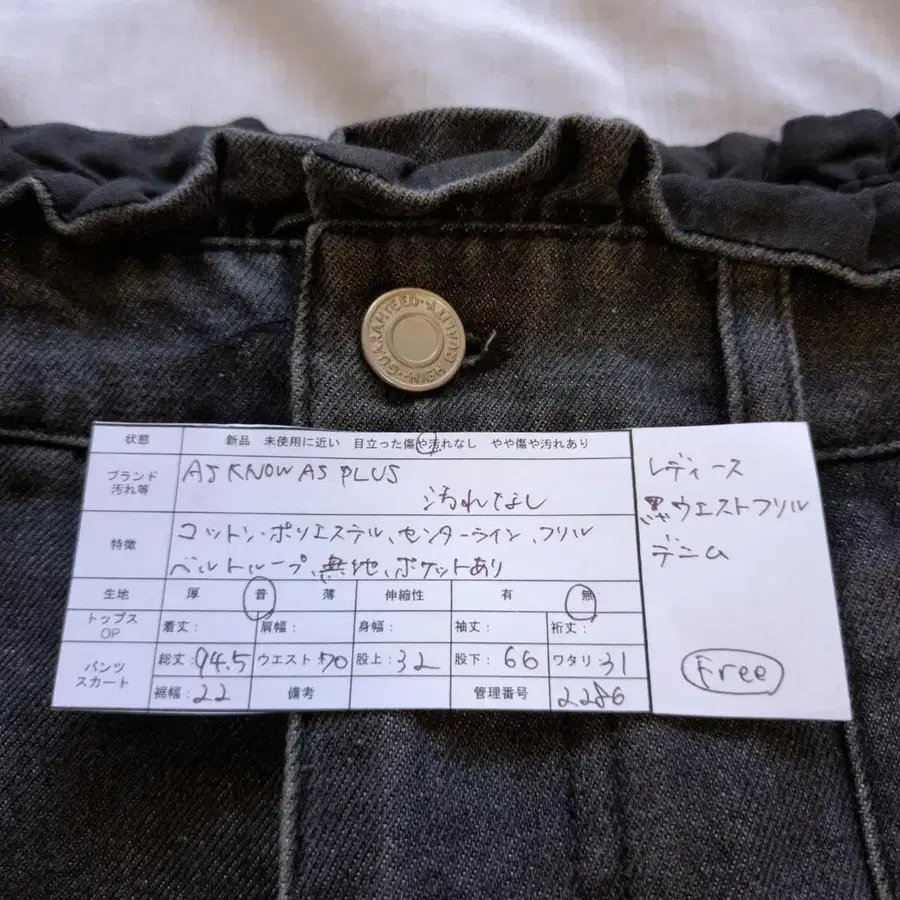 GUARANTEED HIGH QUALITY
状態 新品 未使用に近い 目立った傷や汚れなし やや傷や汚れあり
ブランド AS KNOW AS PLUS
汚れ等 汚れなし
特徴 コットン・ポリエステル、センターライン、フリル
ベルトループ、無地、ポケットあり
生地 厚 普 薄 伸縮性 有 無
トップス OP 着丈: 肩幅: 身幅: 袖丈: 裄丈:
パンツ スカート 総丈:94.5 ウエスト:70 股上:32 股下:66 ワタリ:31
裾幅:22 備考 管理番号 2286
レディース
黒ウエストフリル
デニム
Free